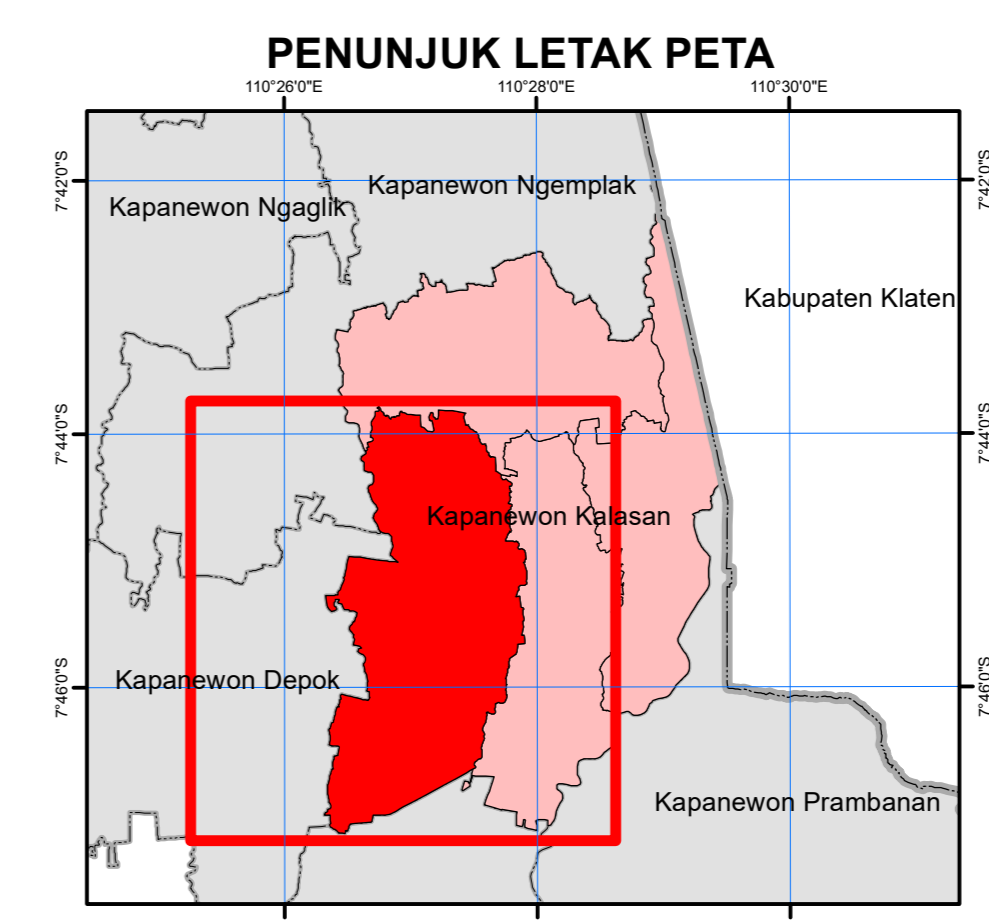 PENUNJUK LETAK PETA
110°26'0"E 110°28'0"E 110°30'0"E
7°42'0"S 7°42'0"S
Kapanewon Ngemplak
Kapanewon Ngaglik
Kabupaten Klaten
7°44'0"S 7°44'0"S
Kapanewon Kalasan
Kapanewon Depok
7°46'0"S 7°46'0"S
Kapanewon Prambanan